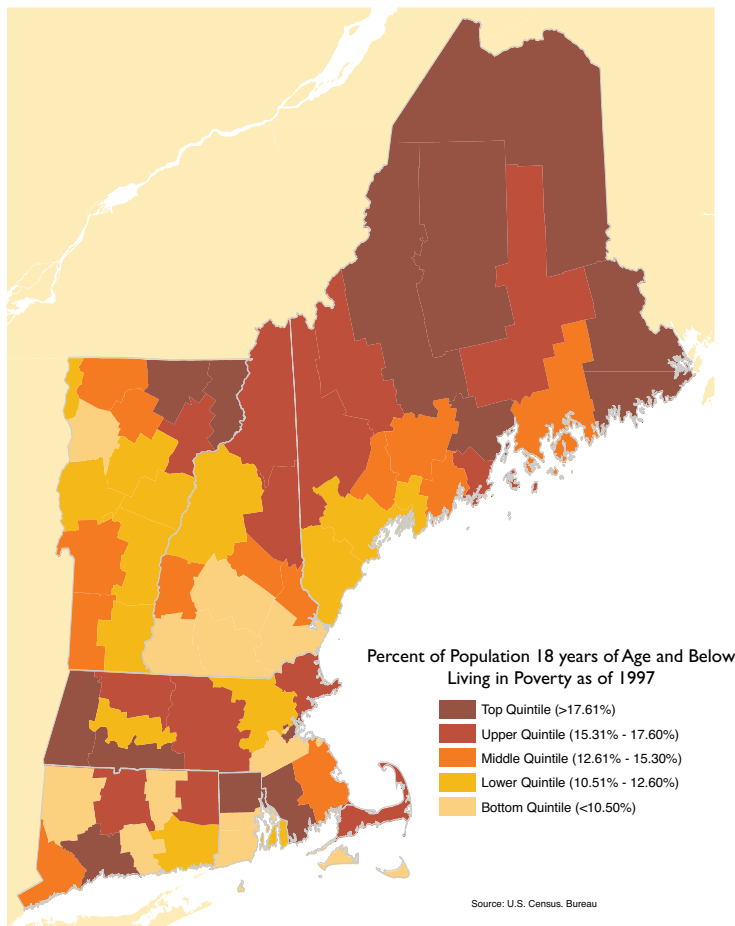 Percent of Population 18 years of Age and Below
Living in Poverty as of 1997
Top Quintile (>17.61%)
Upper Quintile (15.31% - 17.60%)
Middle Quintile (12.61% - 15.30%)
Lower Quintile (10.51% - 12.60%)
Bottom Quintile (<10.50%)
Source: U.S. Census. Bureau